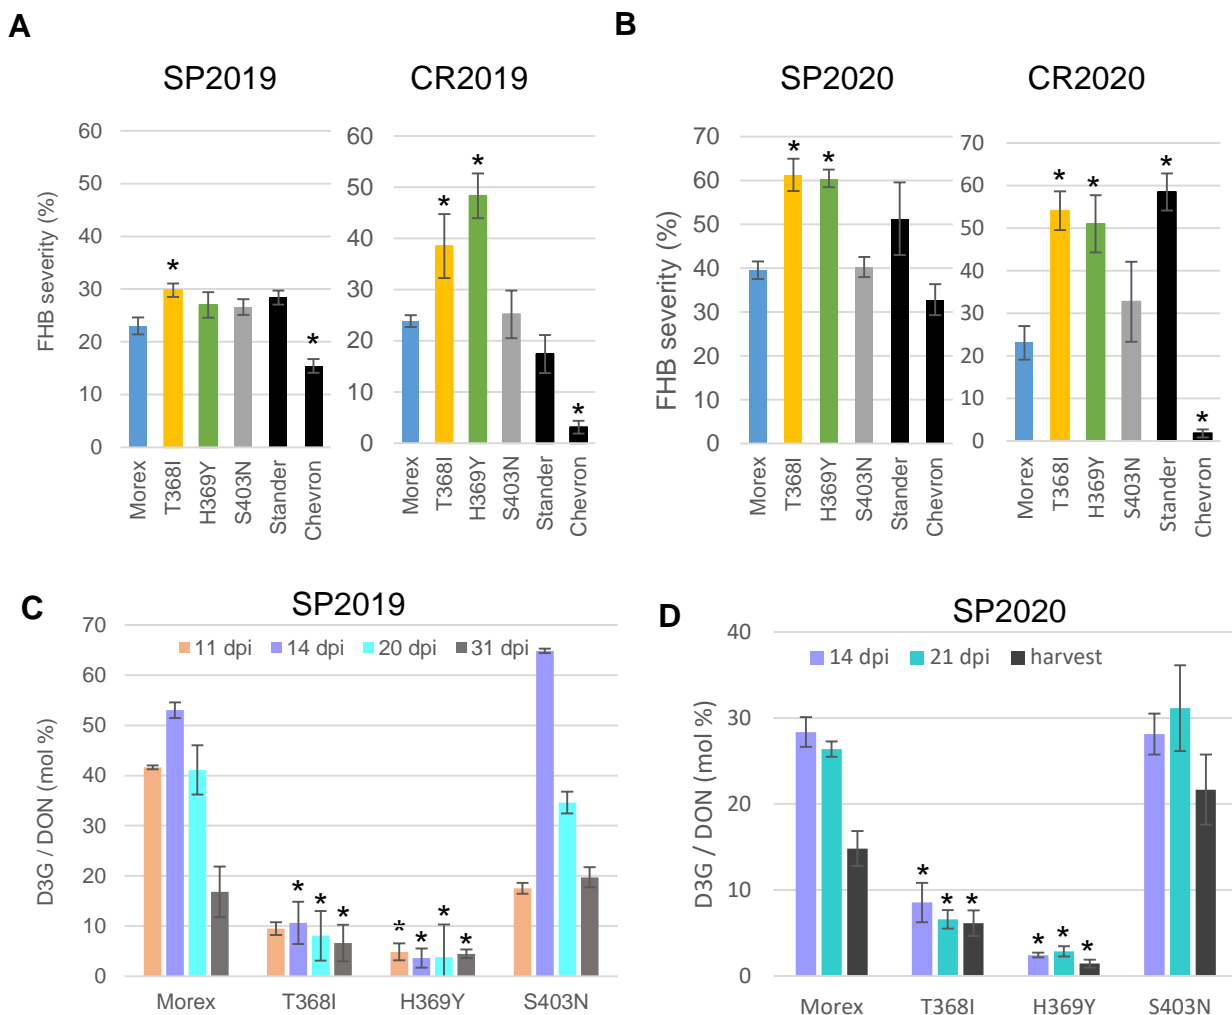 A
B
SP2019
CR2019
SP2020
CR2020
FHB severity (%)
60
50
40
30
20
10
0
*
*
Morex
T368I
H369Y
S403N
Stander
Chevron
60
50
40
30
20
10
0
*
*
*
Morex
T368I
H369Y
S403N
Stander
Chevron
FHB severity (%)
70
60
50
40
30
20
10
0
*
*
Morex
T368I
H369Y
S403N
Stander
Chevron
70
60
50
40
30
20
10
0
*
*
*
*
Morex
T368I
H369Y
S403N
Stander
Chevron
C
SP2019
11 dpi 14 dpi 20 dpi 31 dpi
D3G / DON (mol %)
70
60
50
40
30
20
10
0
* * *
* * * *
Morex T368I H369Y S403N
D
SP2020
14 dpi 21 dpi harvest
D3G / DON (mol %)
40
30
20
10
0
* * *
* * *
Morex T368I H369Y S403N